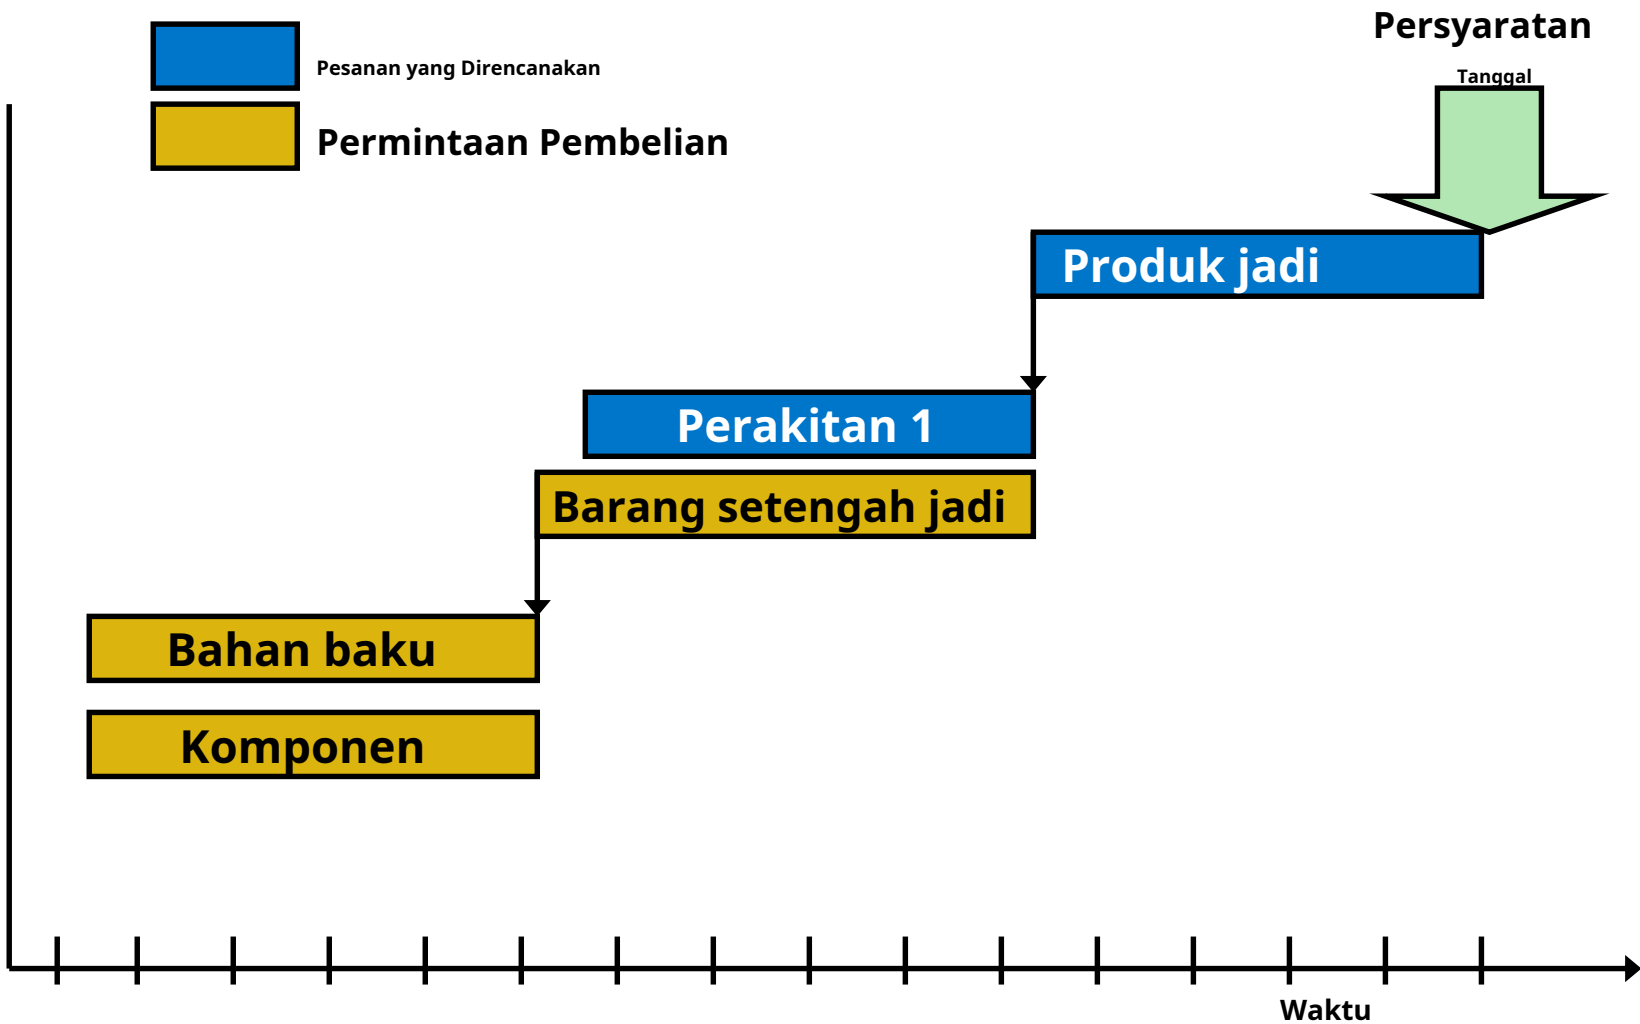 Persyaratan
Tanggal
Pesanan yang Direncanakan
Permintaan Pembelian
Produk jadi
Perakitan 1
Barang setengah jadi
Bahan baku
Komponen
Waktu